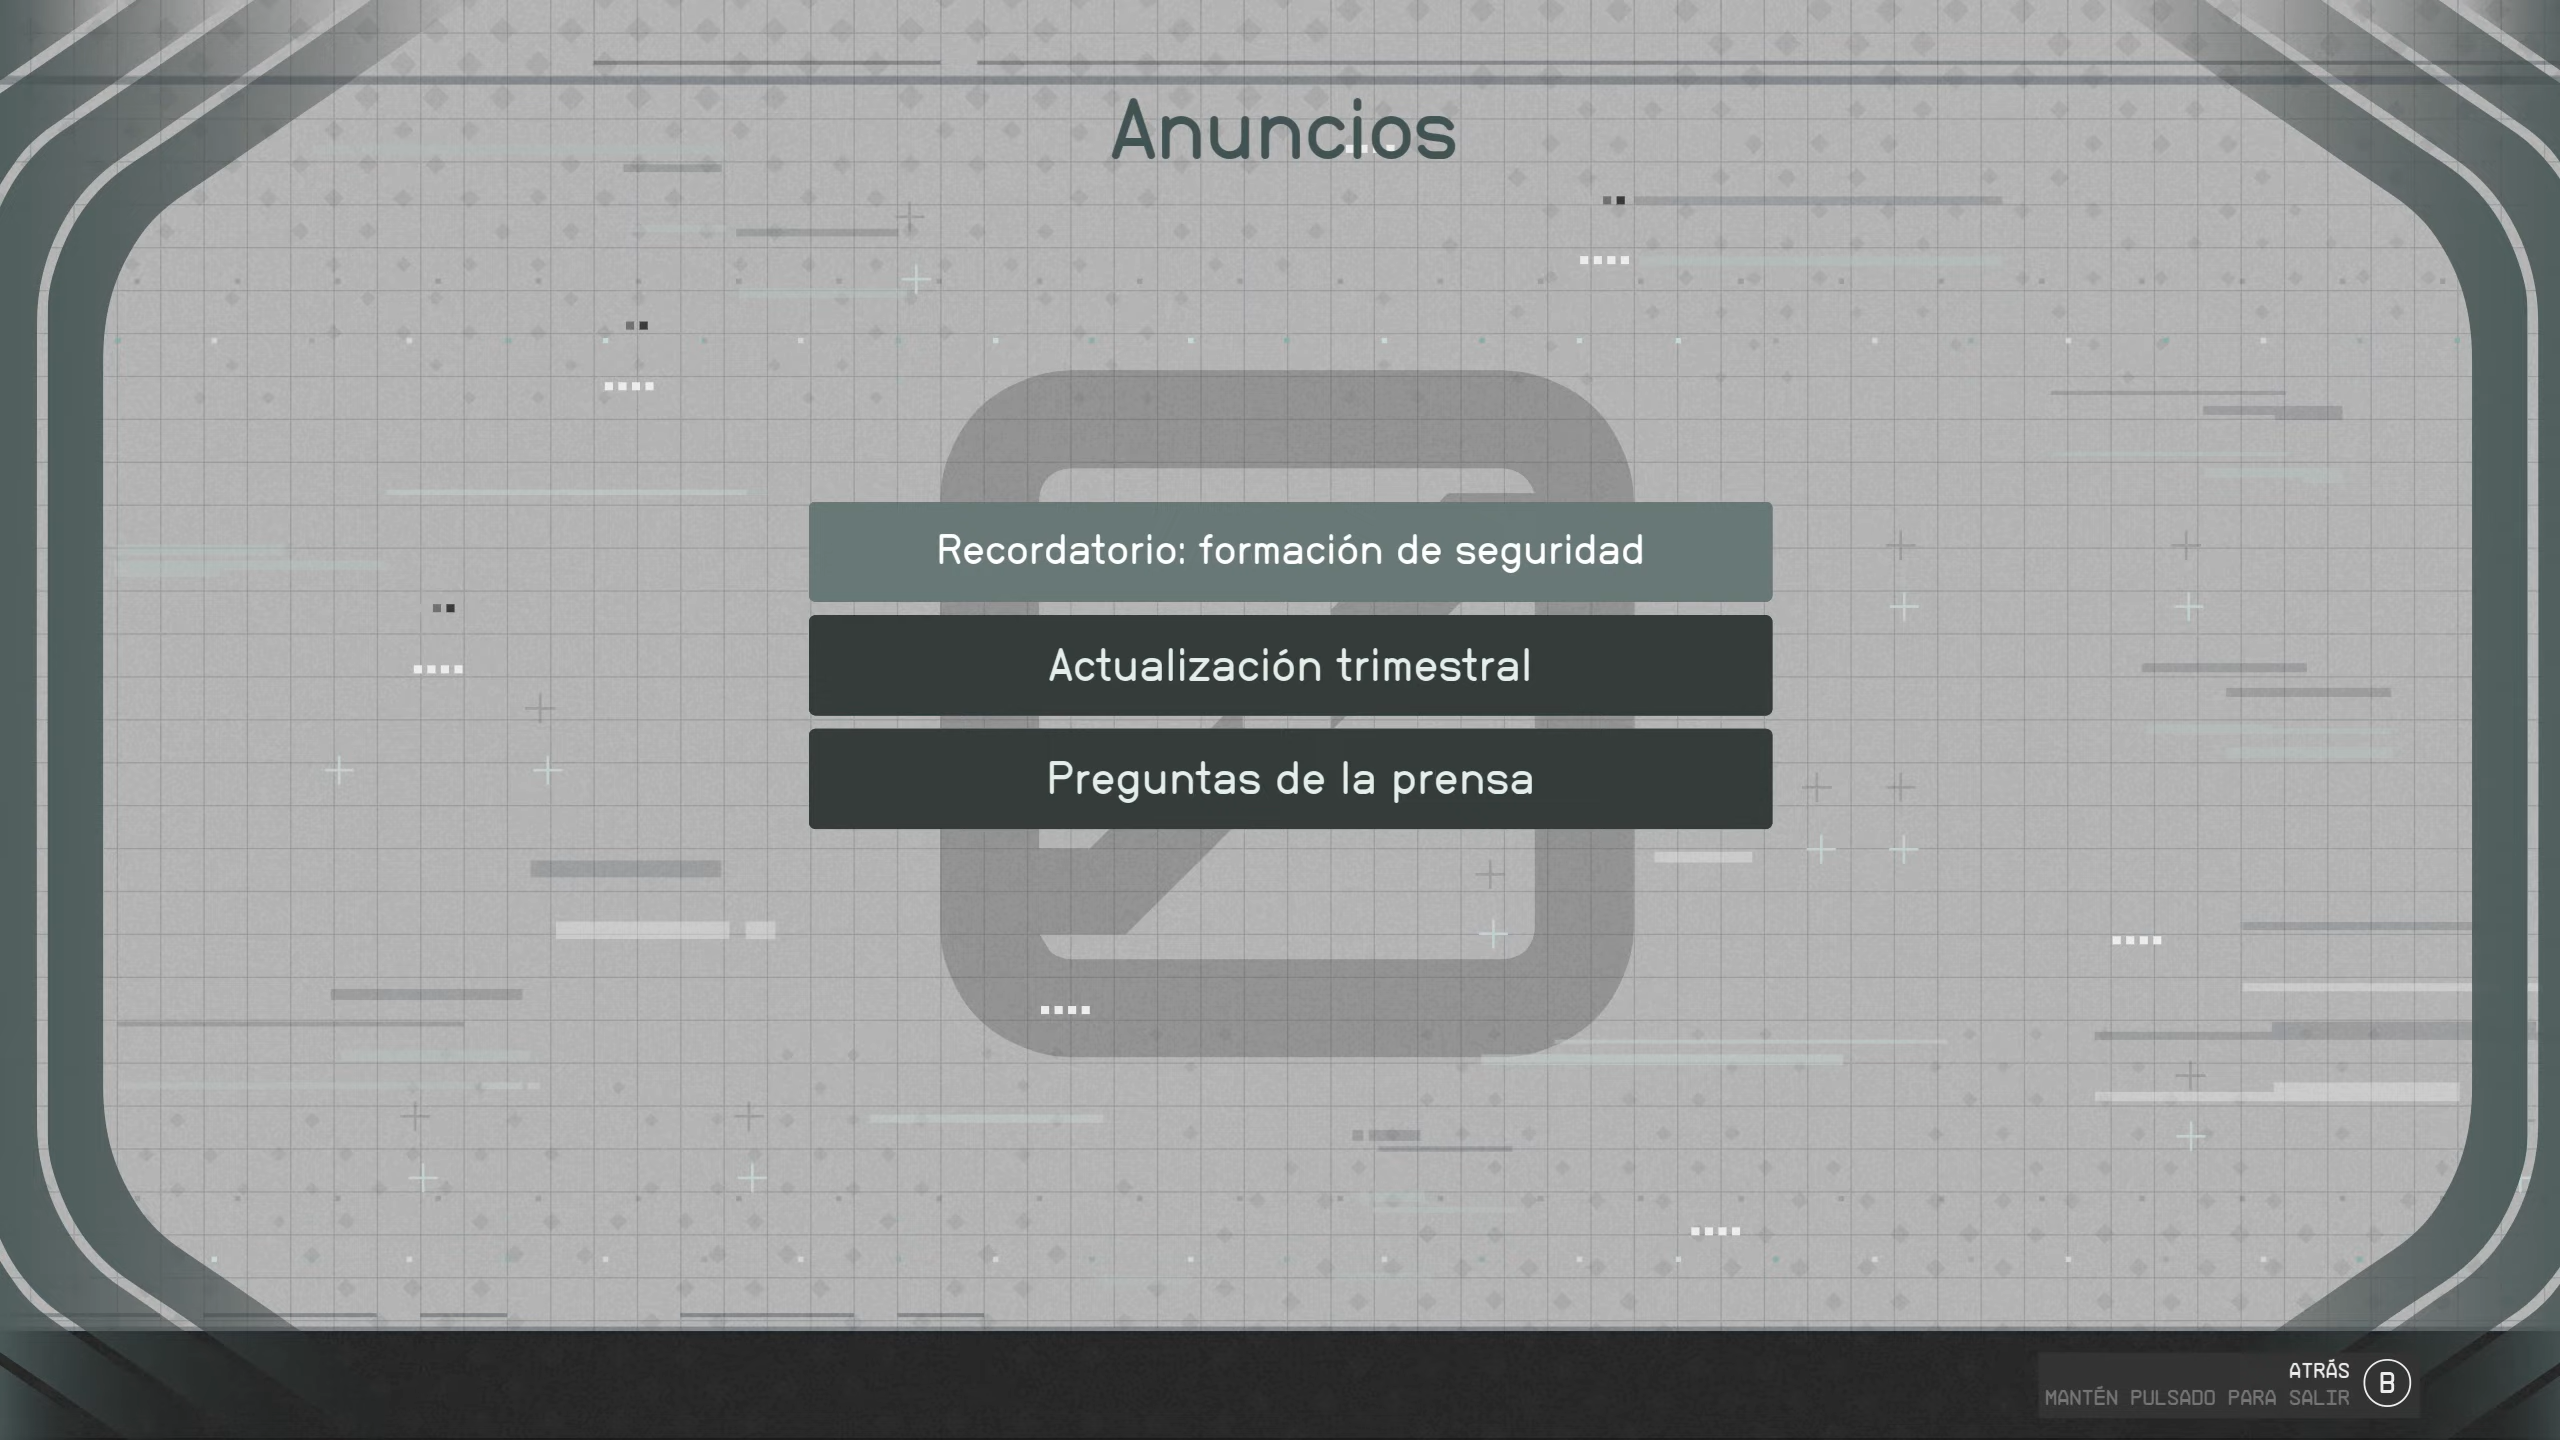 Anuncios
Recordatorio: formación de seguridad
Actualización trimestral
Preguntas de la prensa
ATRÁS
B
MANTÉN PULSADO PARA SALIR